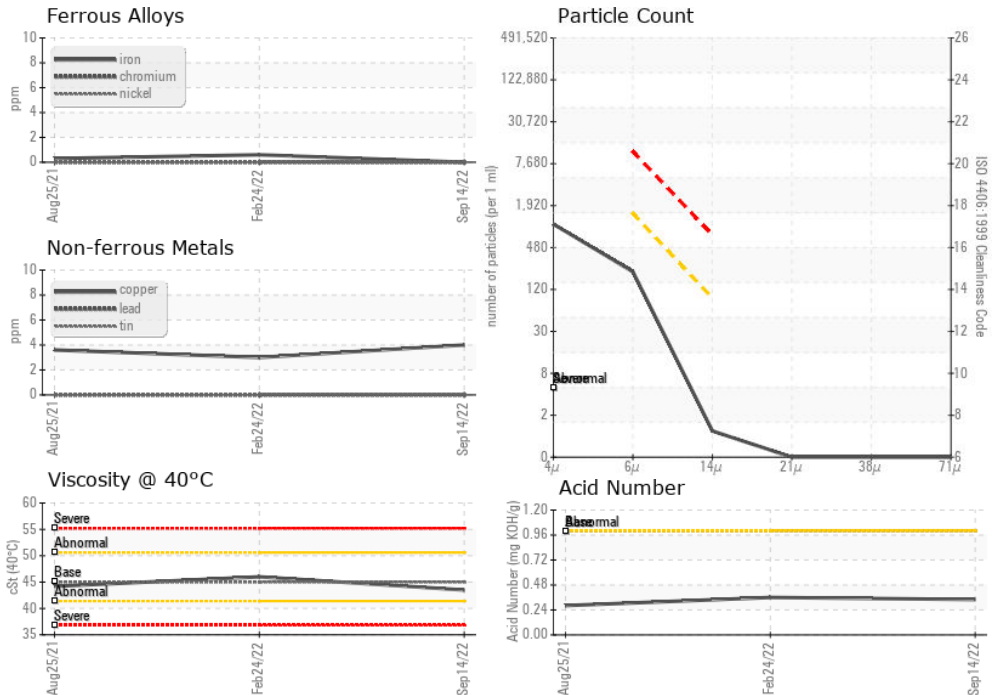 Ferrous Alloys
10
8
6
4
2
0
ppm
iron
chromium
nickel
Aug25/21
Feb24/22
Sep14/22
Non-ferrous Metals
10
8
6
4
2
0
ppm
copper
lead
tin
Aug25/21
Feb24/22
Sep14/22
Viscosity @ 40°C
60
55
50
45
40
35
cSt (40°C)
Severe
Abnormal
Base
Abnormal
Severe
Aug25/21
Feb24/22
Sep14/22
Particle Count
491,520
122,880
30,720
7,680
1,920
480
120
30
8
2
0
number of particles (per 1 ml)
26
24
22
20
18
16
14
12
10
8
6
ISO 4406:1999 Cleanliness Code
Abnormal
4µ
6µ
14µ
21µ
38µ
71µ
Acid Number
1.20
0.96
0.72
0.48
0.24
0.00
Acid Number (mg KOH/g)
Abnormal
Aug25/21
Feb24/22
Sep14/22